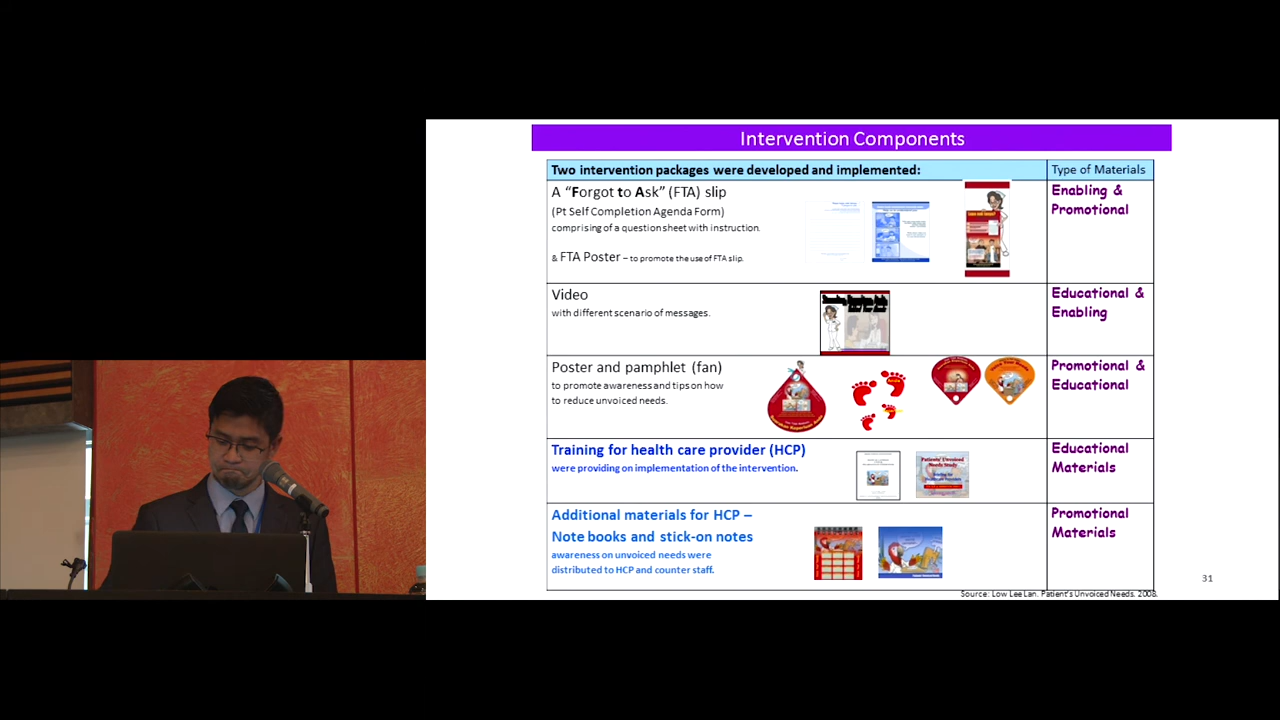 Intervention Components
Two intervention packages were developed and implemented:
Type of Materials
A “Forgot to Ask” (FTA) slip
(Pt Self Completion Agenda Form)
comprising of a question sheet with instruction.
& FTA Poster – to promote the use of FTA slip.
Enabling &
Promotional
Video
with different scenario of messages.
Educational &
Enabling
Poster and pamphlet (fan)
to promote awareness and tips on how
to reduce unvoiced needs.
Promotional &
Educational
Training for health care provider (HCP)
were providing on implementation of the intervention.
Patients' Unvoiced
Needs Study
Educational
Materials
Additional materials for HCP –
Note books and stick-on notes
awareness on unvoiced needs were
distributed to HCP and counter staff.
Promotional
Materials
31
Source: Low Lee Lan. Patient's Unvoiced Needs, 2008.